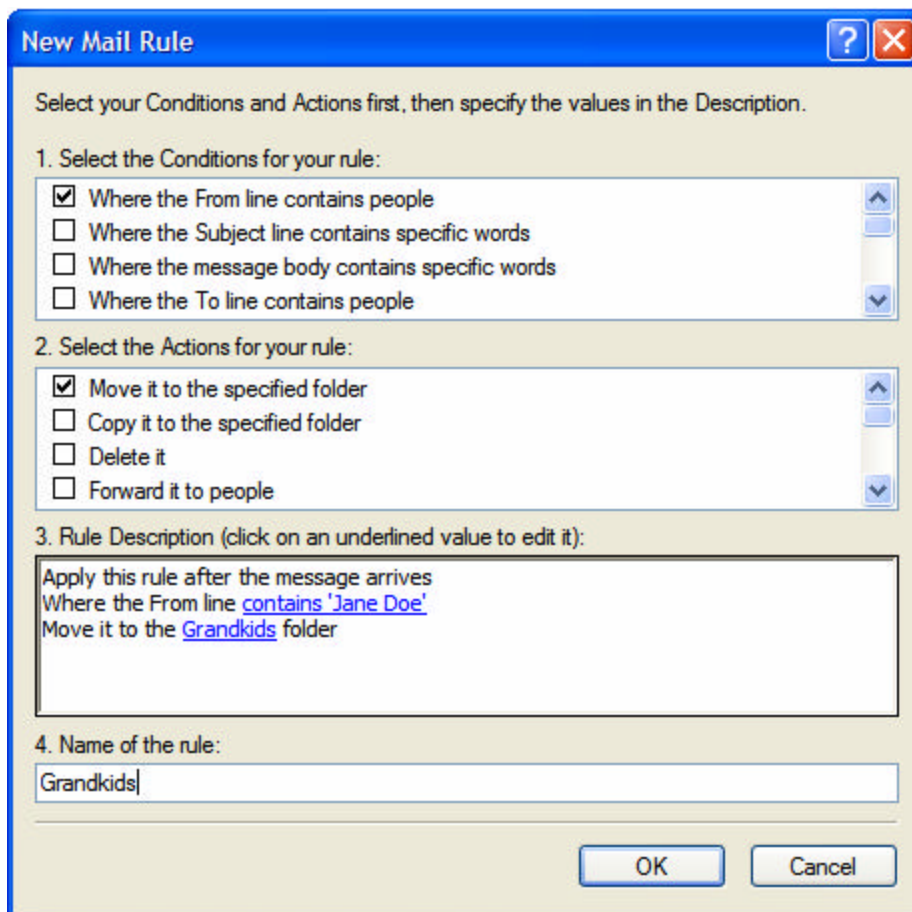 New Mail Rule
Select your Conditions and Actions first, then specify the values in the Description.
1. Select the Conditions for your rule:
Where the From line contains people
Where the Subject line contains specific words
Where the message body contains specific words
Where the To line contains people
2. Select the Actions for your rule:
Move it to the specified folder
Copy it to the specified folder
Delete it
Forward it to people
3. Rule Description (click on an underlined value to edit it):
Apply this rule after the message arrives
Where the From line contains 'Jane Doe'
Move it to the Grandkids folder
4. Name of the rule:
Grandkids
OK Cancel